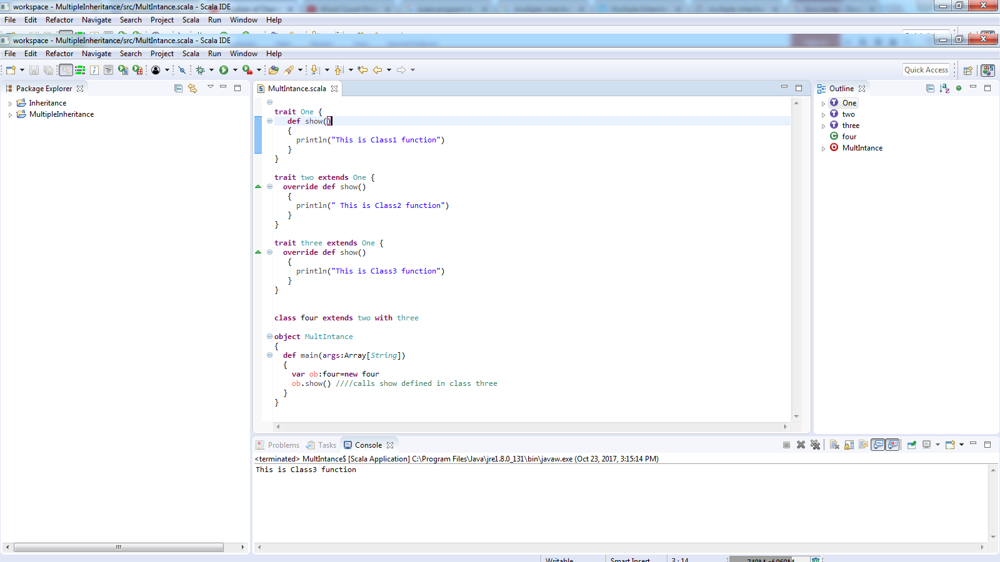 workspace - MultipleInheritance/src/MultIntance.scala - Scala IDE
File Edit Refactor Navigate Search Project Scala Run Window Help
workspace - MultipleInheritance/src/MultIntance.scala - Scala IDE
File Edit Refactor Navigate Search Project Scala Run Window Help
Quick Access
Package Explorer
Inheritance
MultipleInheritance
MultIntance.scala
trait One {
def show()
{
println("This is Class1 function")
}
}
trait two extends One {
override def show()
{
println(" This is Class2 function")
}
}
trait three extends One {
override def show()
{
println("This is Class3 function")
}
}
class four extends two with three
object MultIntance
{
def main(args:Array[String])
{
var ob:four=new four
ob.show() ////calls show defined in class three
}
}
Outline
One
two
three
four
MultIntance
Problems Tasks Console
<terminated> MultIntance$ [Scala Application] C:\Program Files\Java\jre1.8.0_131\bin\javaw.exe (Oct 23, 2017, 3:15:14 PM)
This is Class3 function
Writable Smart Insert 3 : 14